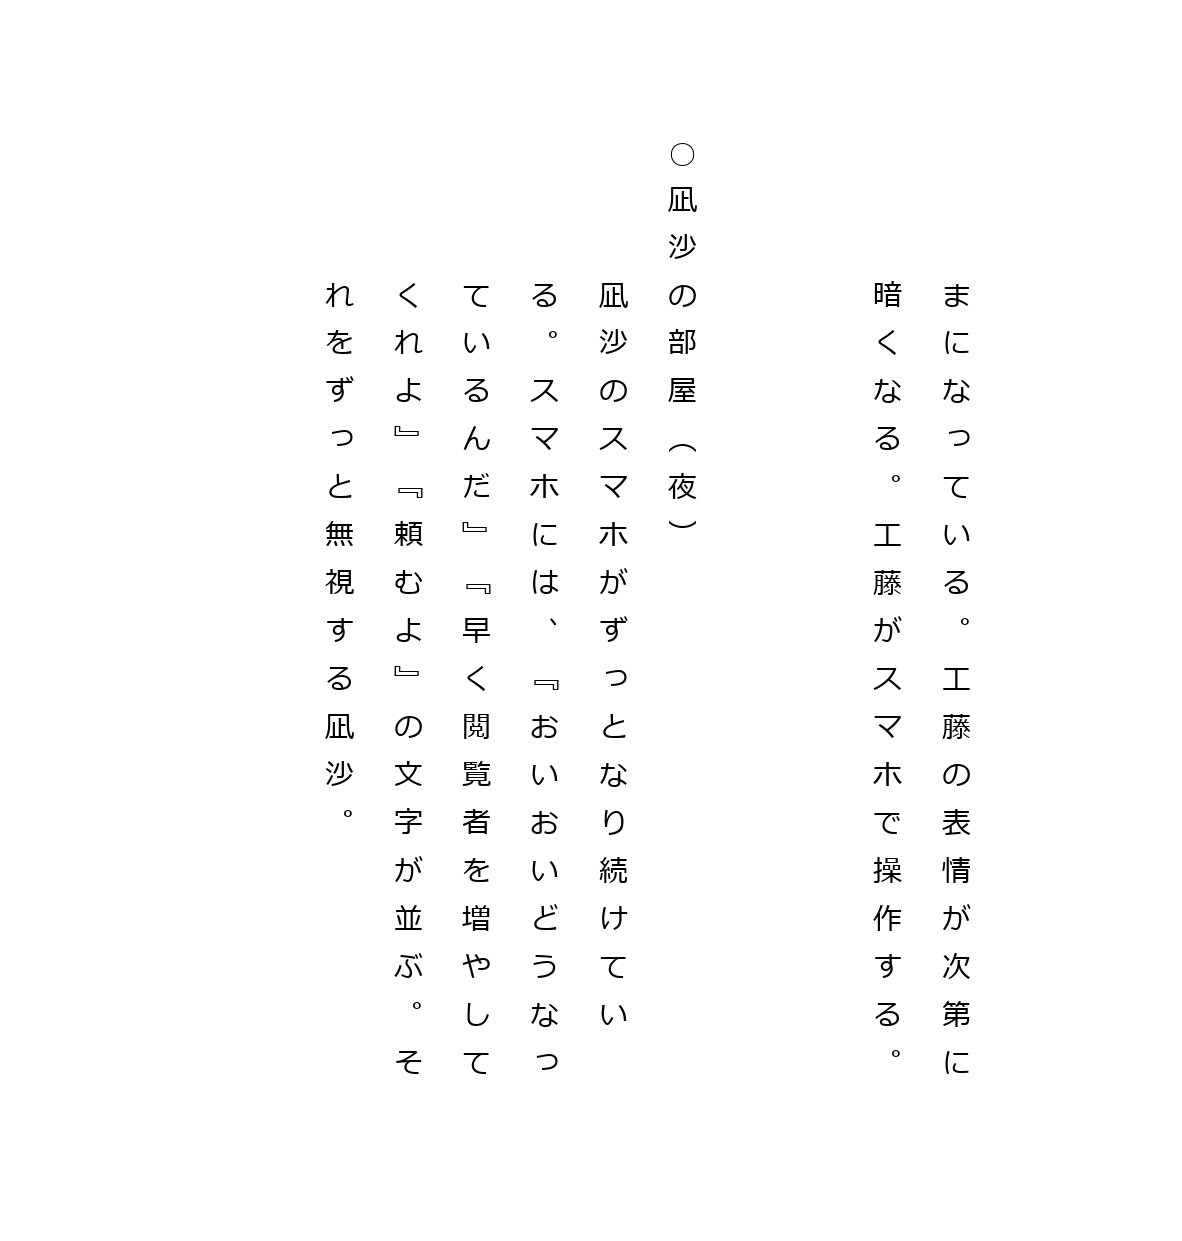 まになっている。工藤の表情が次第に
暗くなる。工藤がスマホで操作する。
○凪沙の部屋（夜）
凪沙のスマホがずっとなり続けてい
る。スマホには、『おいおいどうなっ
ているんだ』『早く閲覧者を増やして
くれよ』『頼むよ』の文字が並ぶ。そ
れをずっと無視する凪沙。